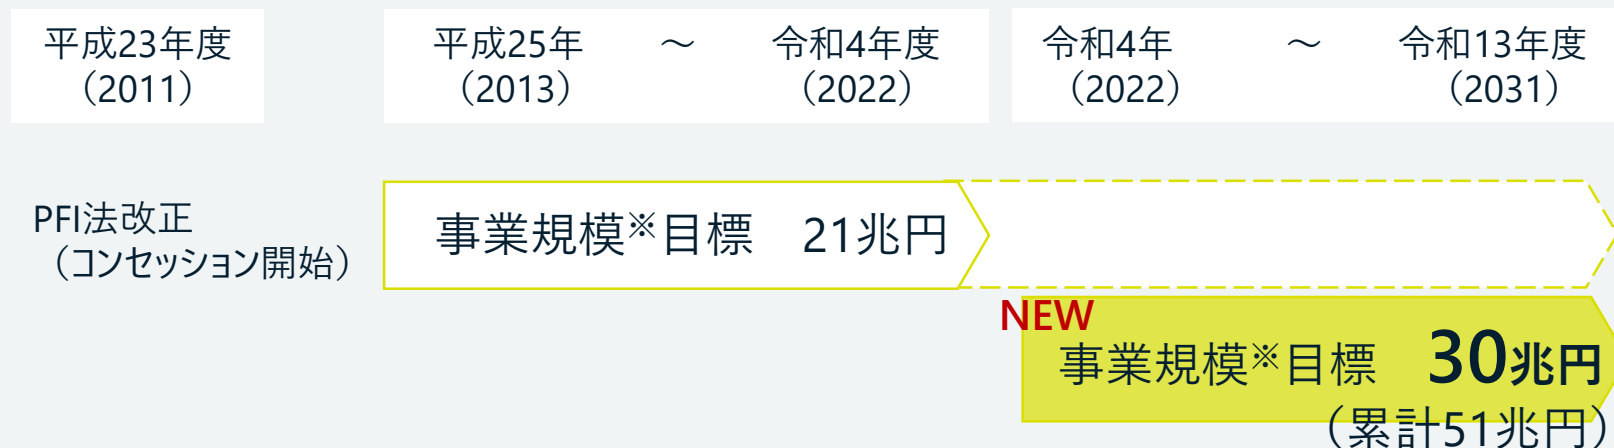 平成23年度
（2011）
平成25年　～　令和4年度
（2013）　（2022）
令和4年　～　令和13年度
（2022）　（2031）
PFI法改正
（コンセッション開始）
事業規模※目標　21兆円
NEW
事業規模※目標　30兆円
（累計51兆円）